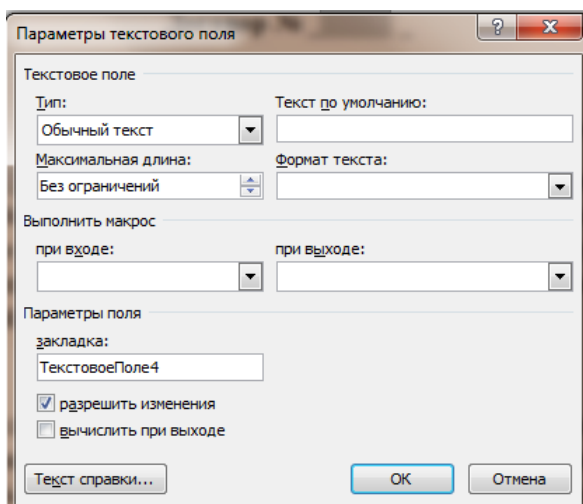 Параметры текстового поля
Текстовое поле
Тип:
Текст по умолчанию:
Обычный текст
Максимальная длина:
Формат текста:
Без ограничений
Выполнить макрос
при входе:
при выходе:
Параметры поля
закладка:
ТекстовоеПоле4
разрешить изменения
вычислить при выходе
Текст справки...
ОК
Отмена